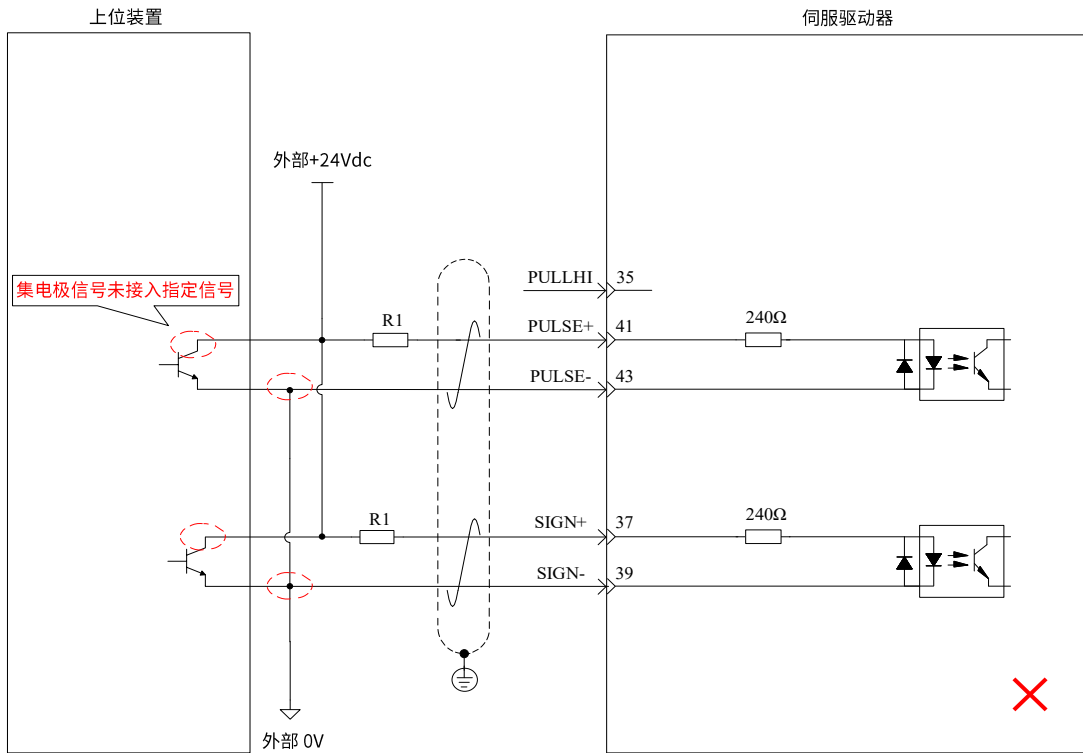 上位装置
伺服驱动器
外部+24Vdc
集电极信号未接入指定信号
PULLHI 35
R1
PULSE+ 41
240Ω
PULSE- 43
R1
SIGN+ 37
240Ω
SIGN- 39
外部 0V